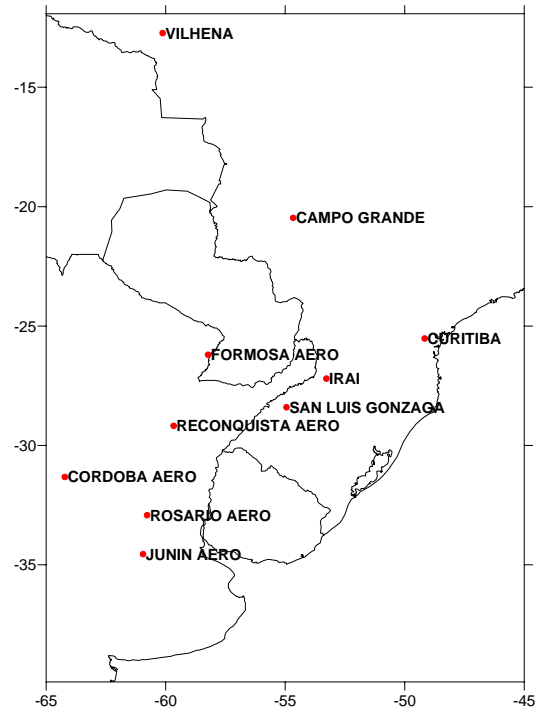 VILHENA
-15
-20
CAMPO GRANDE
-25
CURITIBA
FORMOSA AERO
IRAI
SAN LUIS GONZAGA
RECONQUISTA AERO
-30
CORDOBA AERO
ROSARIO AERO
JUNIN AERO
-35
-65
-60
-55
-50
-45